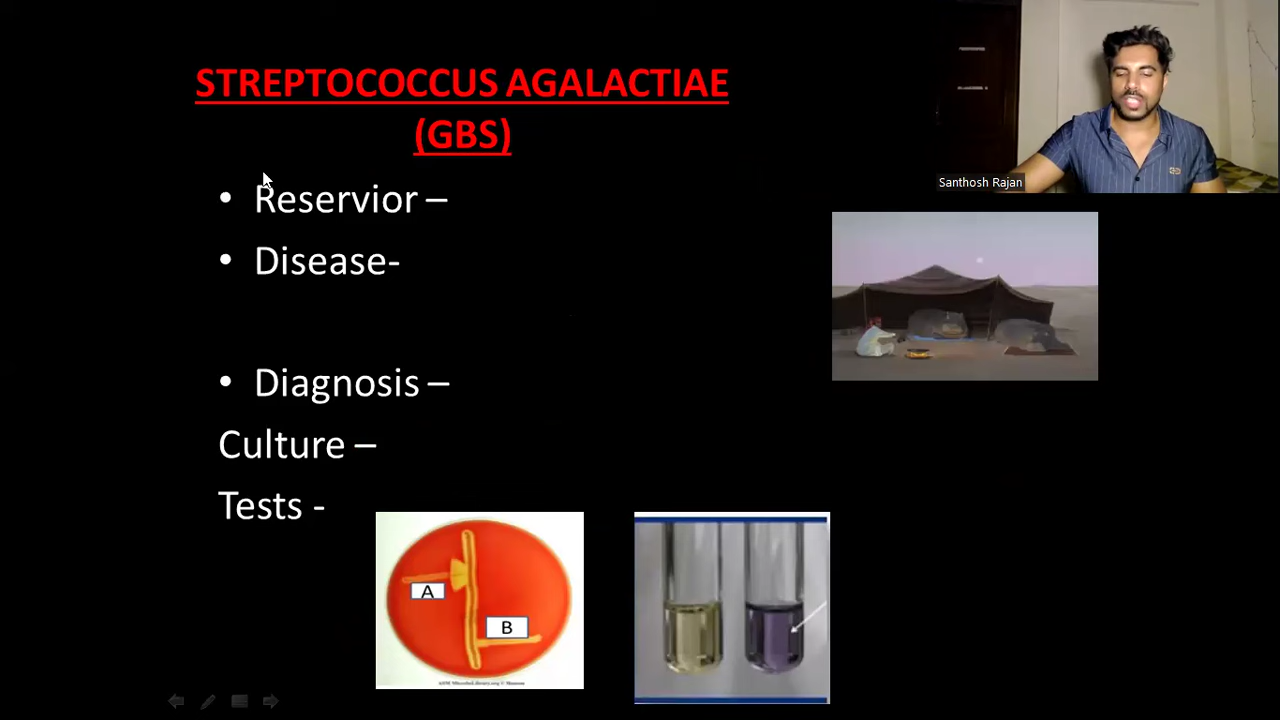 STREPTOCOCCUS AGALACTIAE
(GBS)
• Reservior –
• Disease-
• Diagnosis –
Culture –
Tests -
A
B
Santhosh Rajan